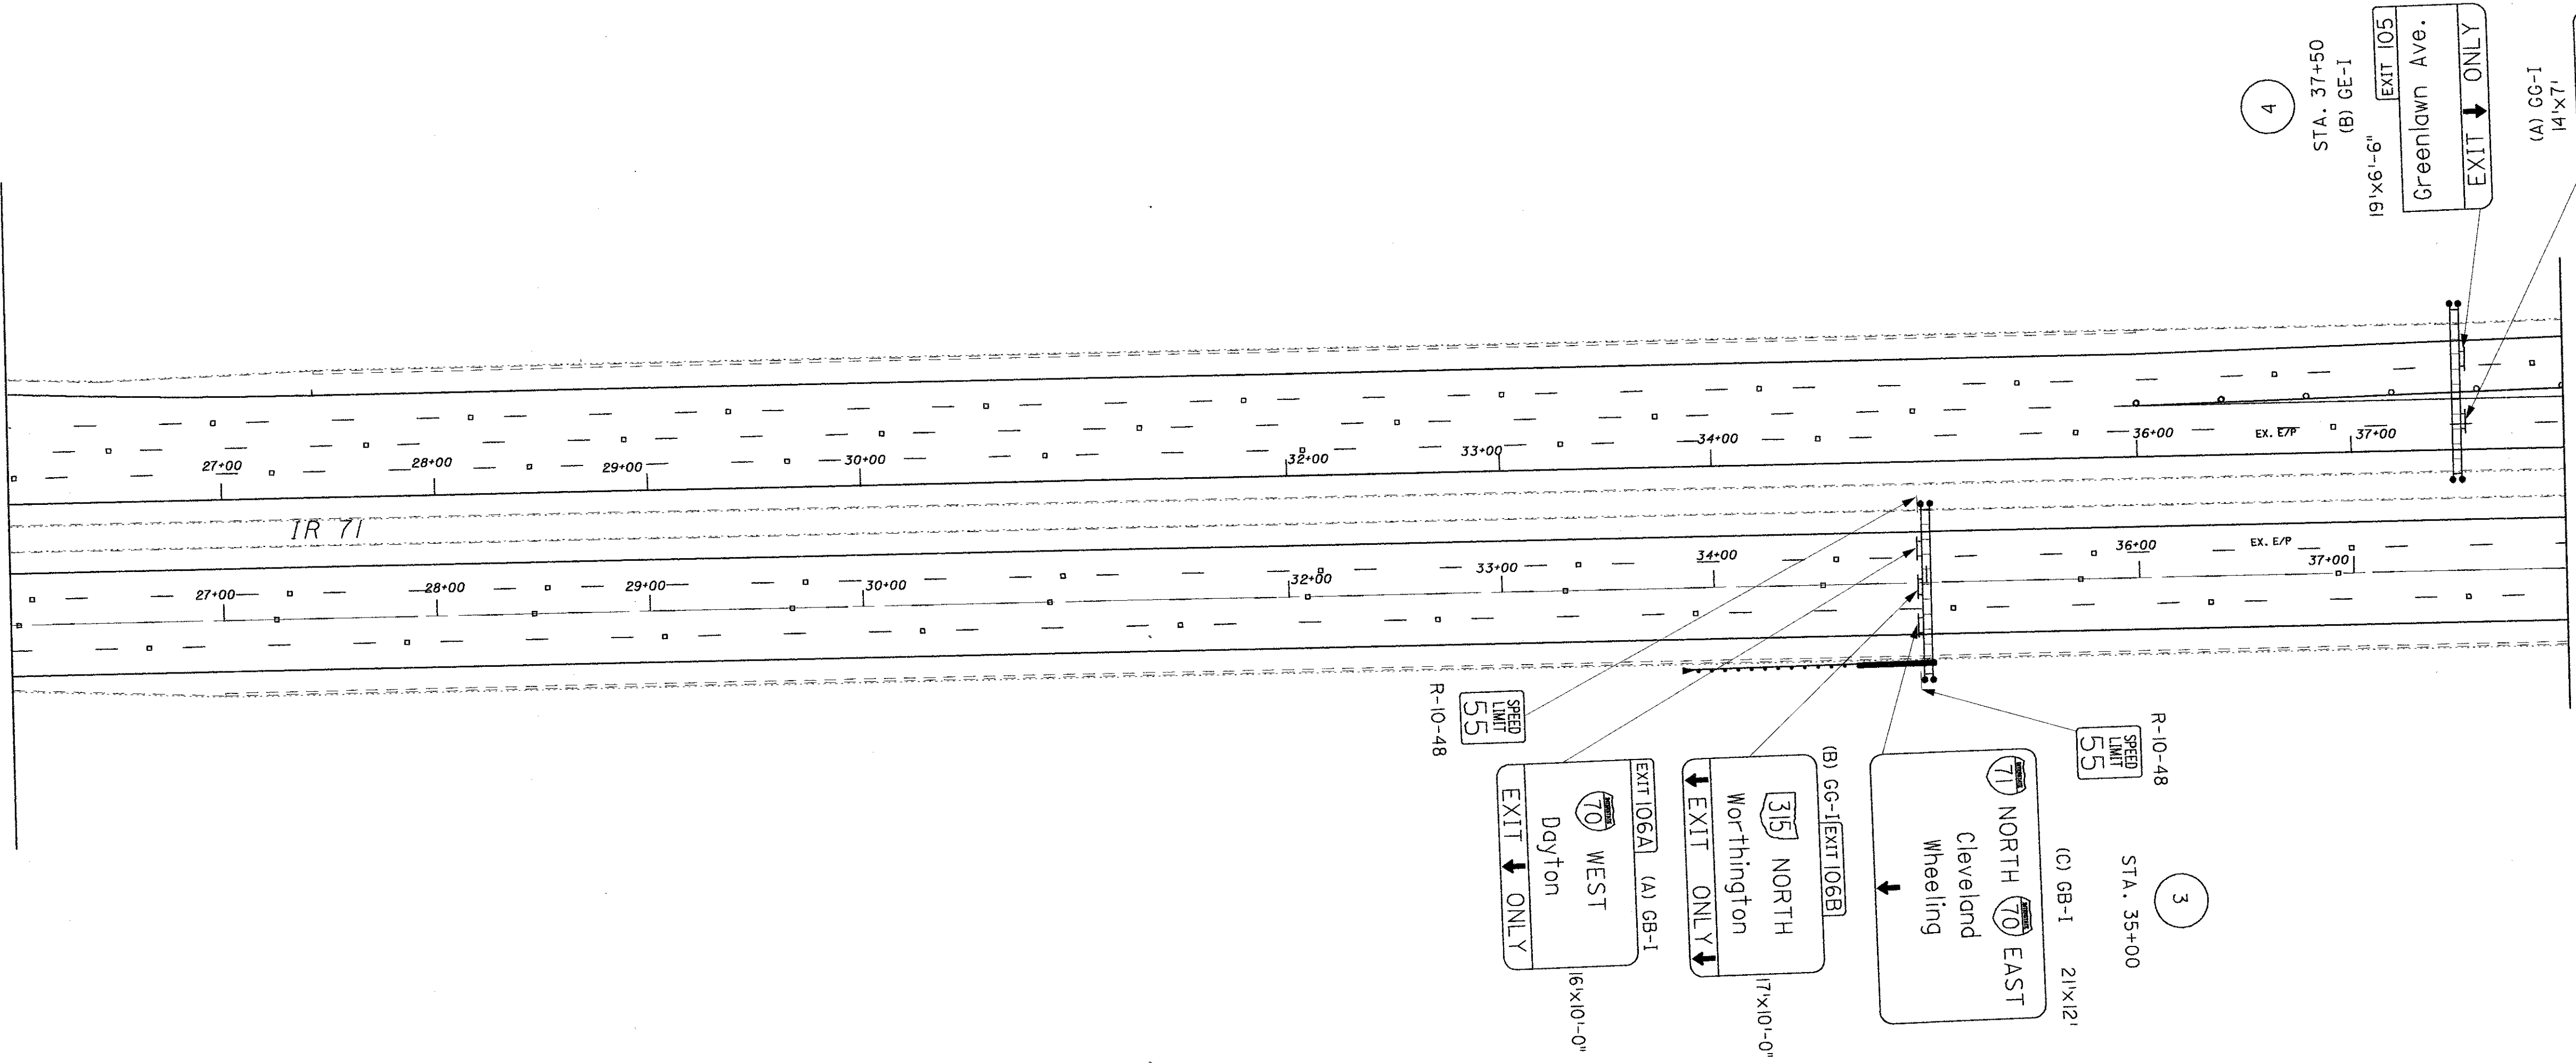 4
STA. 37+50
(B) GE-I
19'x6'-6"
EXIT 105
Greenlawn Ave.
EXIT ONLY
(A) GG-I
14'x7'
27+00
28+00
29+00
30+00
32+00
33+00
34+00
36+00
EX. E/P
37+00
IR 71
27+00
28+00
29+00
30+00
32+00
33+00
34+00
36+00
EX. E/P
37+00
R-10-48
SPEED
LIMIT
55
EXIT 106A
(A) GB-I
70 WEST
Dayton
EXIT ONLY
16'x10'-0"
(B) GG-I
EXIT 106B
315 NORTH
Worthington
EXIT ONLY
17'x10'-0"
71 NORTH 70 EAST
Cleveland
Wheeling
(C) GB-I 21'x12'
R-10-48
SPEED
LIMIT
55
STA. 35+00
3